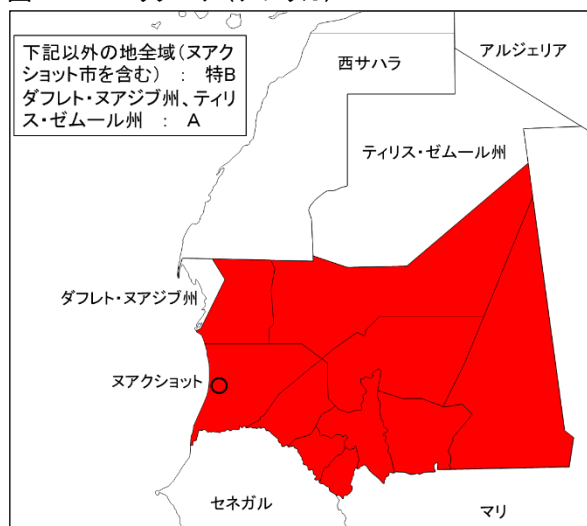 下記以外の地全域(ヌアク
ショット市を含む) : 特B
ダフレト・ヌアジブ州、ティリ
ス・ゼムール州 : A
アルジェリア
西サハラ
ティリス・ゼムール州
ダフレト・ヌアジブ州
ヌアクショット
セネガル
マリ